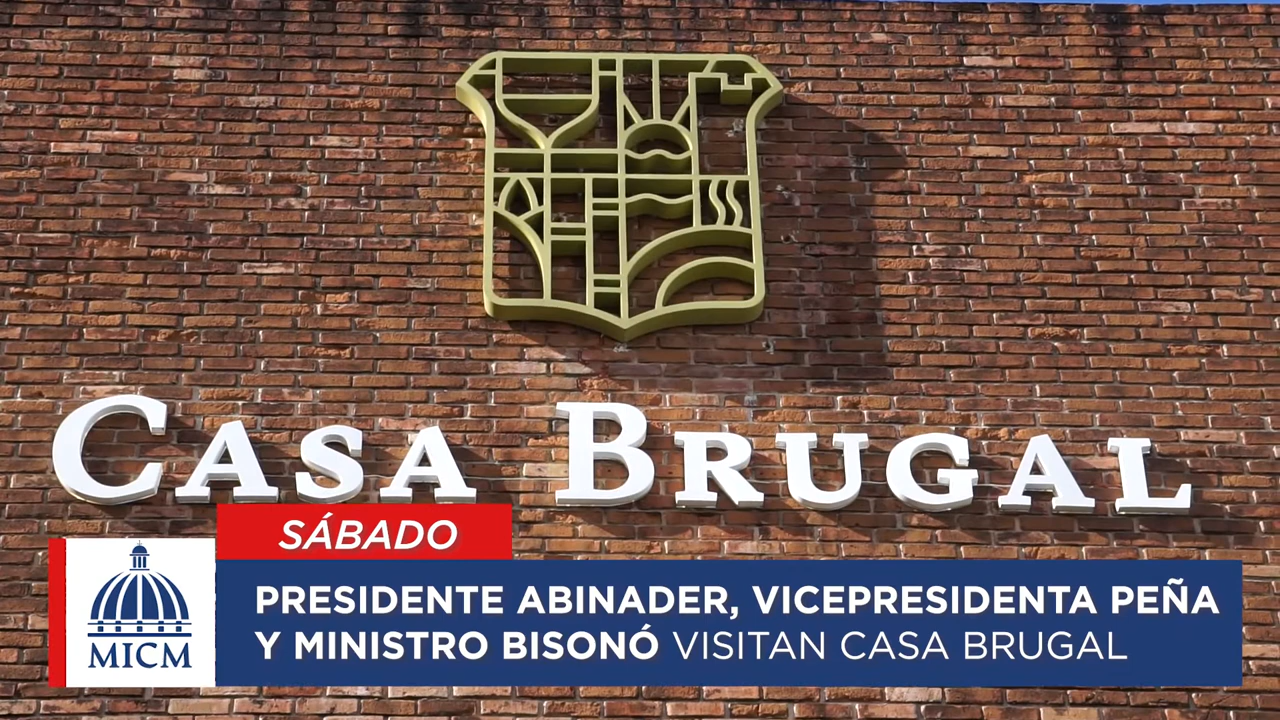 CASA BRUGAL
SÁBADO
MICM
PRESIDENTE ABINADER, VICEPRESIDENTA PEÑA
Y MINISTRO BISONÓ VISITAN CASA BRUGAL